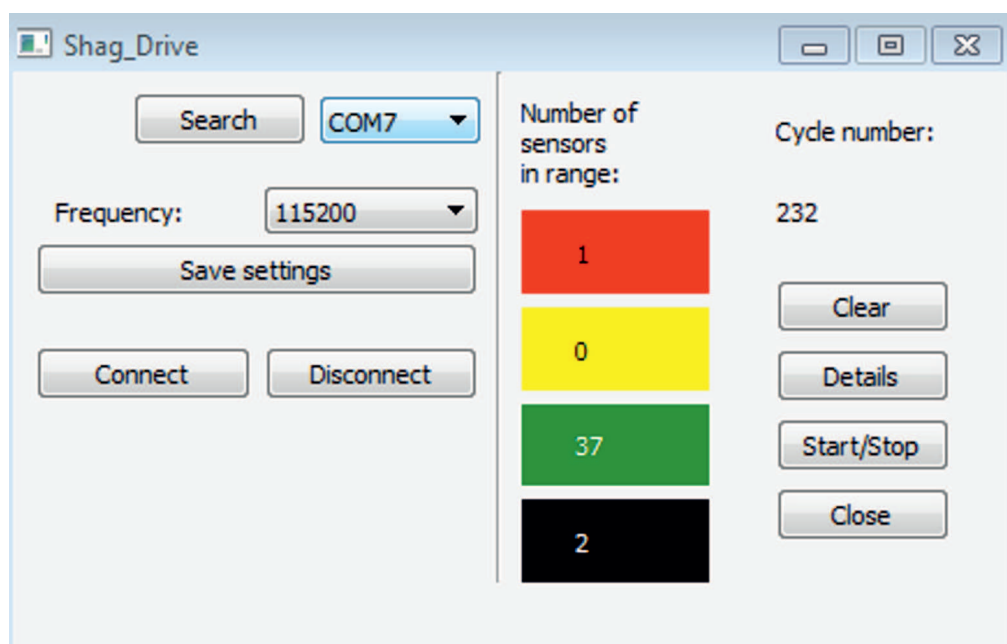 Shag_Drive
Search
COM7
Frequency:
115200
Save settings
Connect
Disconnect
Number of
sensors
in range:
1
0
37
2
Cycle number:
232
Clear
Details
Start/Stop
Close